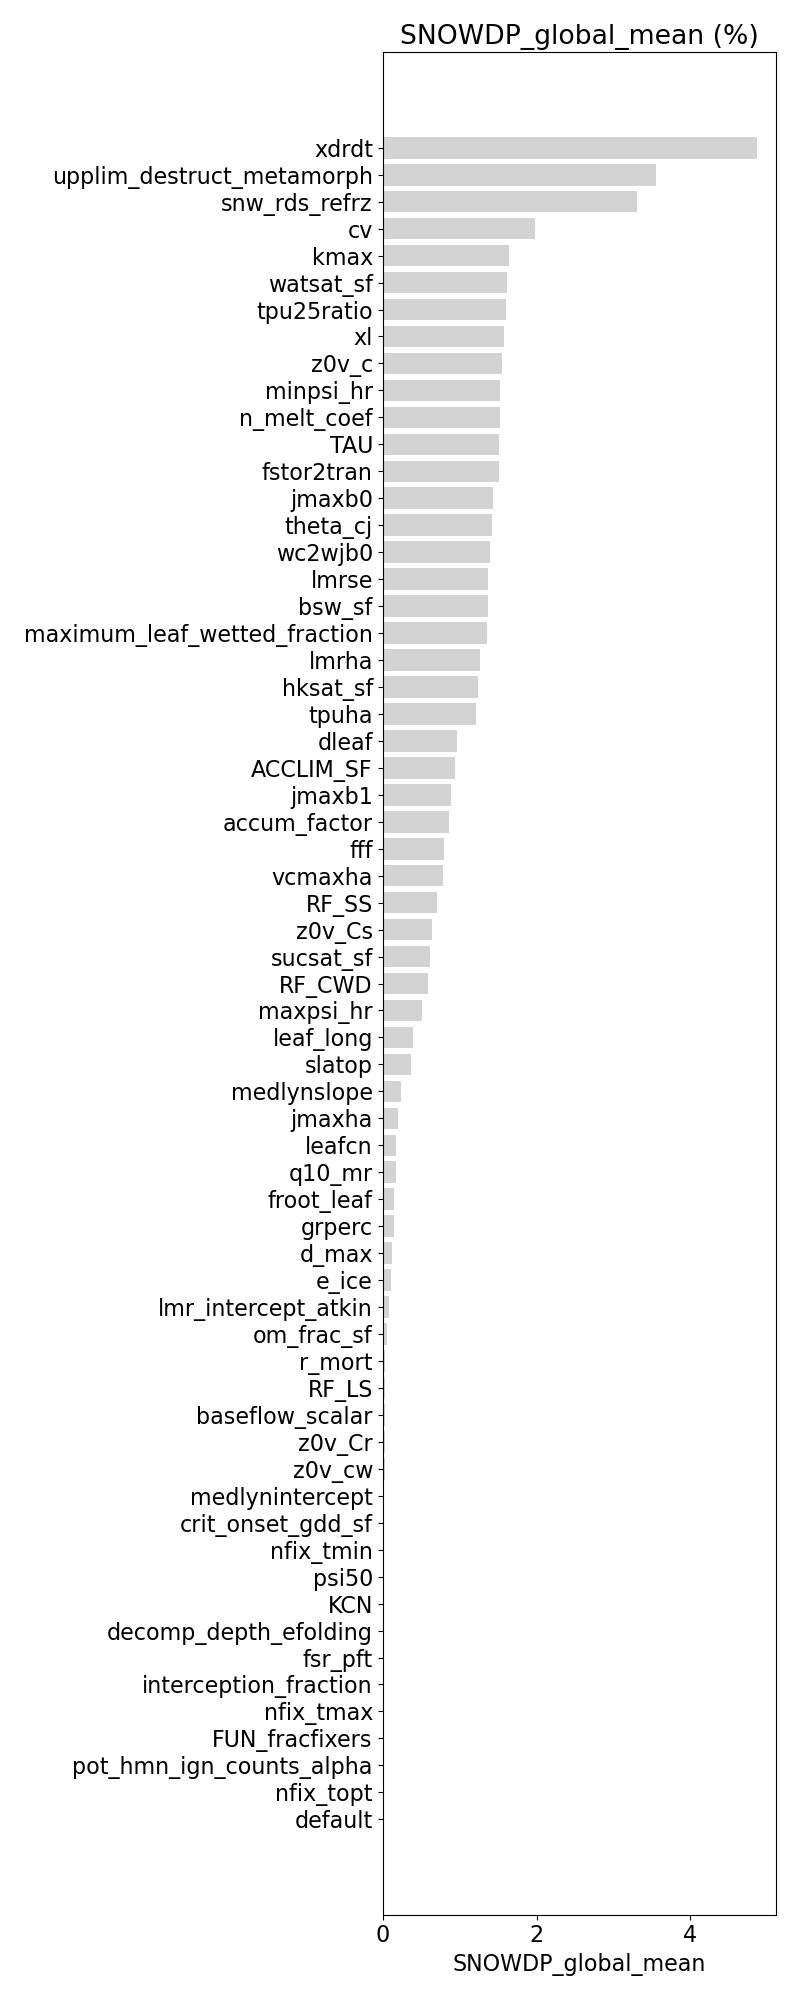 SNOWDP_global_mean (%)
xdrdt
upplim_destruct_metamorph
snw_rds_refrz
cv
kmax
watsat_sf
tpu25ratio
xl
z0v_c
minpsi_hr
n_melt_coef
TAU
fstor2tran
jmaxb0
theta_cj
wc2wjb0
lmrse
bsw_sf
maximum_leaf_wetted_fraction
lmrha
hksat_sf
tpuha
dleaf
ACCLIM_SF
jmaxb1
accum_factor
fff
vcmaxha
RF_SS
z0v_Cs
sucsat_sf
RF_CWD
maxpsi_hr
leaf_long
slatop
medlynslope
jmaxha
leafcn
q10_mr
froot_leaf
grperc
d_max
e_ice
lmr_intercept_atkin
om_frac_sf
r_mort
RF_LS
baseflow_scalar
z0v_Cr
z0v_cw
medlynintercept
crit_onset_gdd_sf
nfix_tmin
psi50
KCN
decomp_depth_efolding
fsr_pft
interception_fraction
nfix_tmax
FUN_fracfixers
pot_hmn_ign_counts_alpha
nfix_topt
default
0 2 4
SNOWDP_global_mean